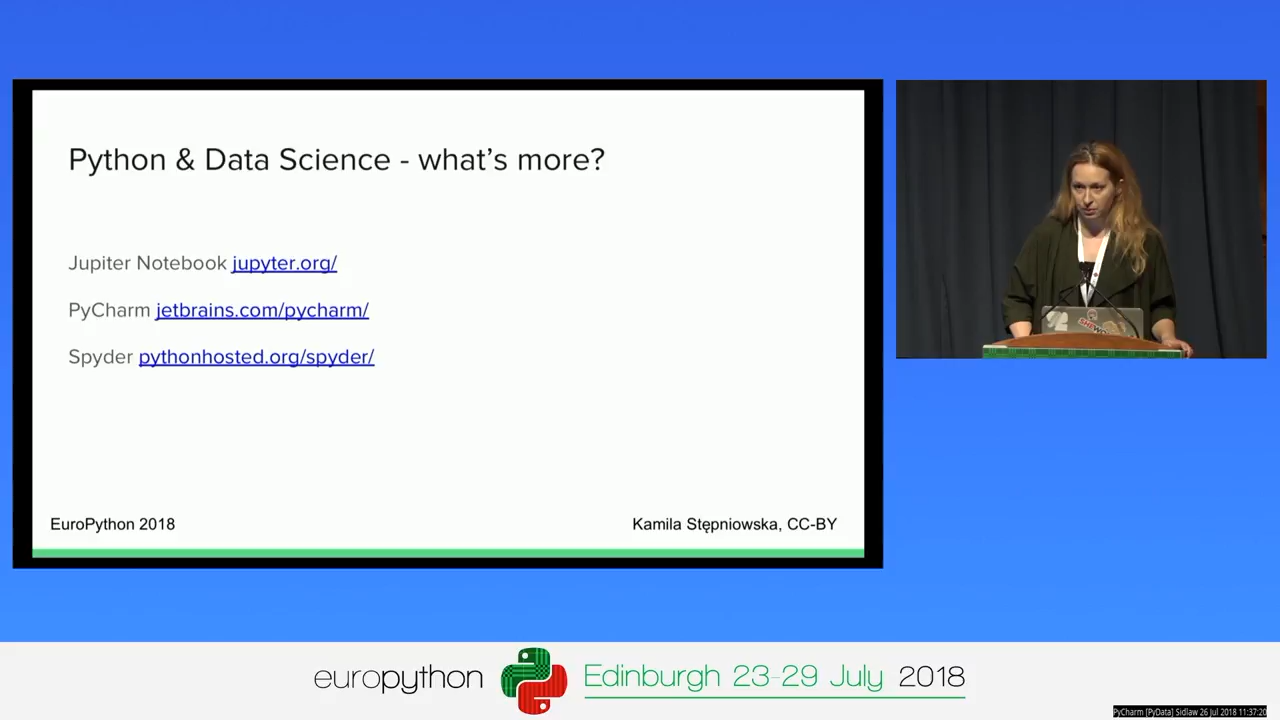 Python & Data Science - what's more?
Jupiter Notebook jupyter.org/
PyCharm jetbrains.com/pycharm/
Spyder pythonhosted.org/spyder/
EuroPython 2018
Kamila Stępniowska, CC-BY
europython
Edinburgh 23-29 July 2018
PyCharm [PyData] Sidlaw 26 Jul 2018 11:37:20